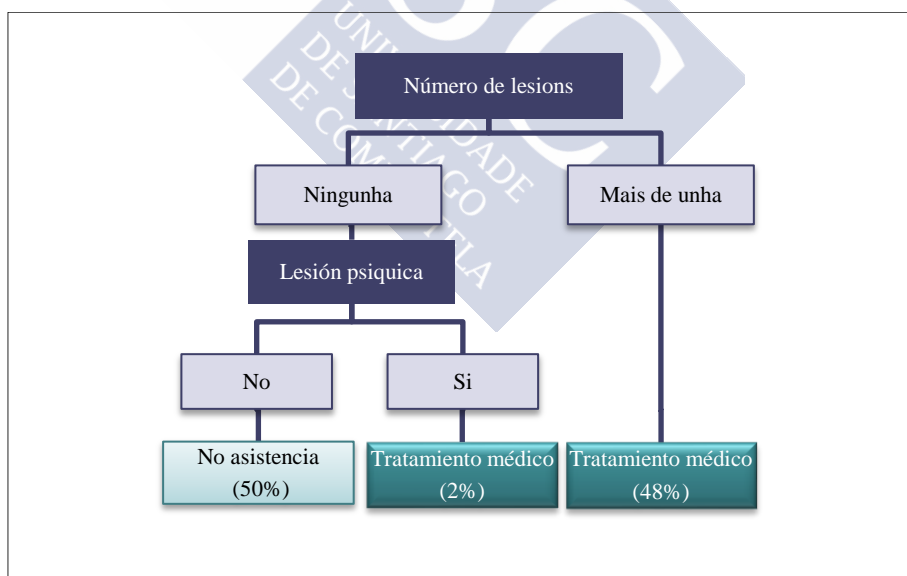 Número de lesions
Ningunha
Mais de unha
Lesión psiquica
No
Si
No asistencia
(50%)
Tratamiento médico
(2%)
Tratamiento médico
(48%)